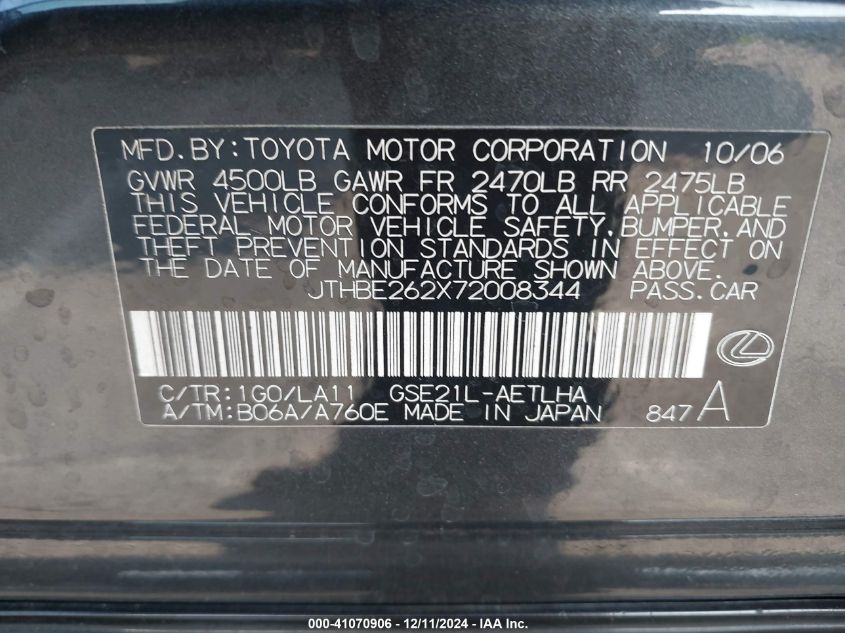 MFD.BY:TOYOTA MOTOR CORPORATION 10/06
GVWR 4500LB GAWR FR 2470LB RR 2475LB
THIS VEHICLE CONFORMS TO ALL APPLICABLE
FEDERAL MOTOR VEHICLE SAFETY,BUMPER,AND
THEFT PREVENTION STANDARDS IN EFFECT ON
THE DATE OF MANUFACTURE SHOWN ABOVE.
JTHBE262X72008344 PASS.CAR
C/TR:1G0/LA11 GSE21L-AETLHA
A/TM:B06A/A760E MADE IN JAPAN 847A
000-41070906 - 12/11/2024 - IAA Inc.